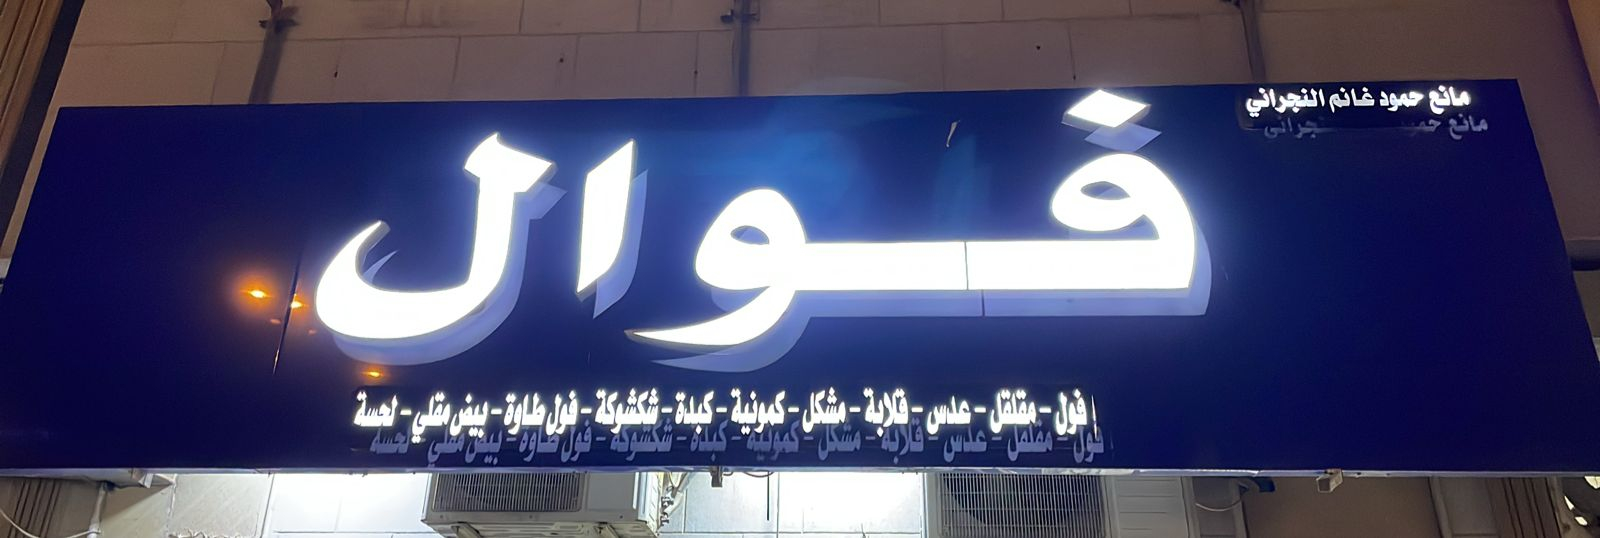 مانع حمود غانم النجراني
فوال
فول - مقلقل - عدس - قلابة - مشكل - كمونية - كبدة - شكشوكة - فول طاوة - بيض مقلي - لحسة